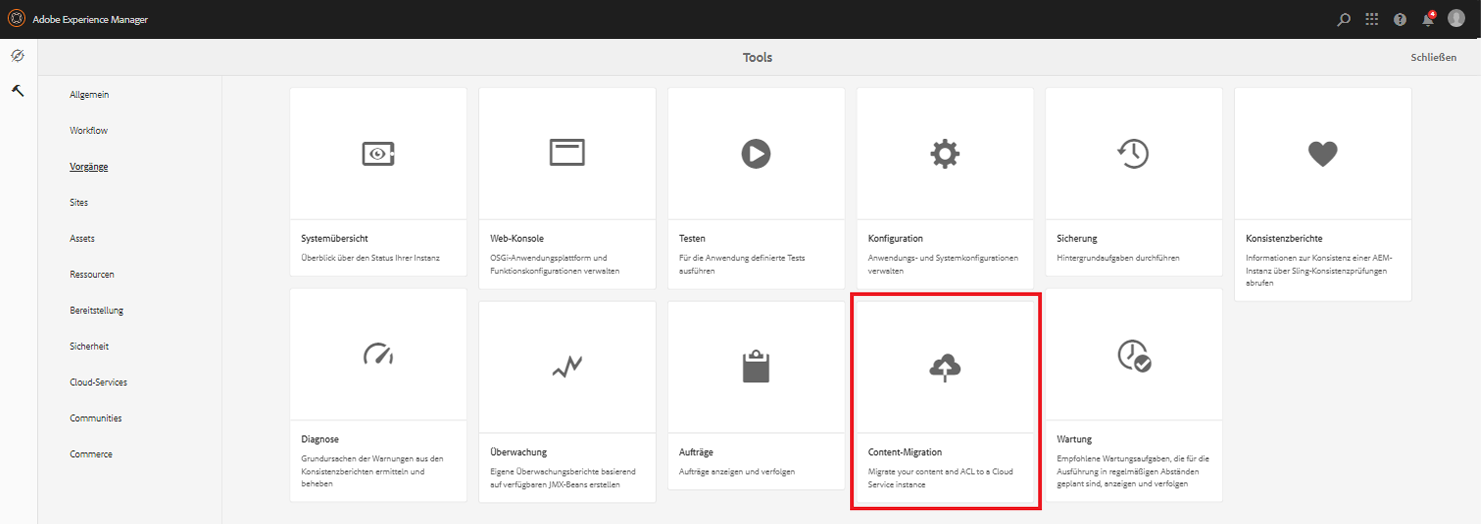 Adobe Experience Manager
4
Tools
Schließen
Allgemein
Workflow
Vorgänge
Sites
Assets
Ressourcen
Bereitstellung
Sicherheit
Cloud-Services
Communities
Commerce
Systemübersicht
Überblick über den Status Ihrer Instanz
Web-Konsole
OSGi-Anwendungsplattform und
Funktionskonfigurationen verwalten
Testen
Für die Anwendung definierte Tests
ausführen
Konfiguration
Anwendungs- und Systemkonfigurationen
verwalten
Sicherung
Hintergrundaufgaben durchführen
Konsistenzberichte
Informationen zur Konsistenz einer AEM-
Instanz über Sling-Konsistenzprüfungen
abrufen
Diagnose
Grundursachen der Warnungen aus den
Konsistenzberichten ermitteln und
beheben
Überwachung
Eigene Überwachungsberichte basierend
auf verfügbaren JMX-Beans erstellen
Aufträge
Aufträge anzeigen und verfolgen
Content-Migration
Migrate your content and ACL to a Cloud
Service instance
Wartung
Empfohlene Wartungsaufgaben, die für die
Ausführung in regelmäßigen Abständen
geplant sind, anzeigen und verfolgen